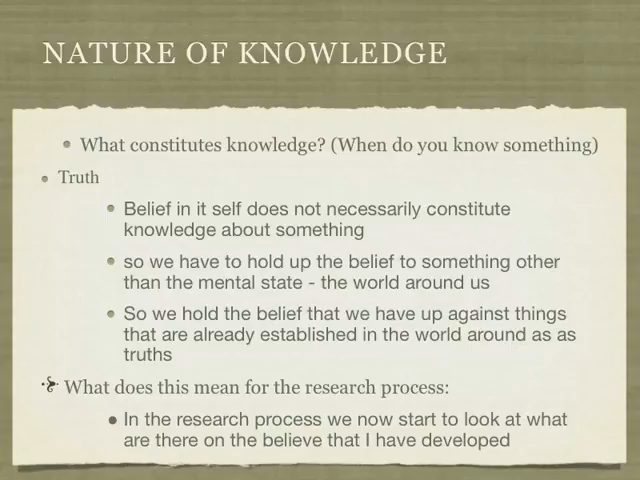 NATURE OF KNOWLEDGE
What constitutes knowledge? (When do you know something)
Truth
Belief in it self does not necessarily constitute
knowledge about something
so we have to hold up the belief to something other
than the mental state - the world around us
So we hold the belief that we have up against things
that are already established in the world around as as
truths
What does this mean for the research process:
In the research process we now start to look at what
are there on the believe that I have developed